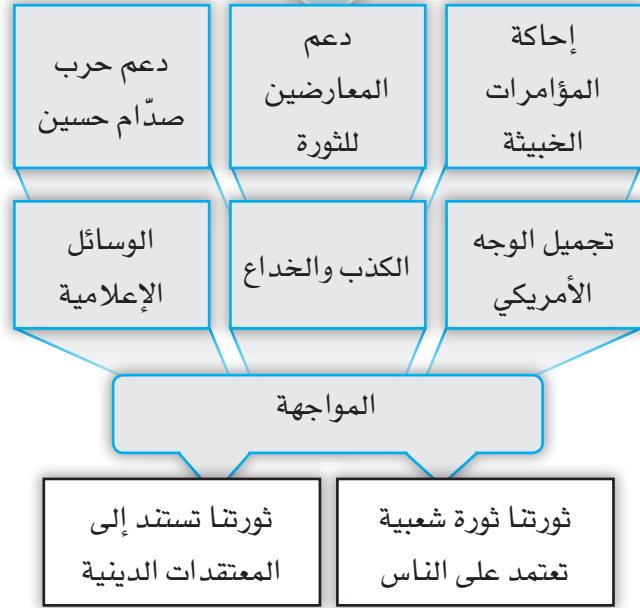 إحاكة
المؤامرات
الخبيثة
دعم
المعارضين
للثورة
دعم حرب
صدّام حسين
تجميل الوجه
الأمريكي
الكذب والخداع
الوسائل
الإعلامية
المواجهة
ثورتنا ثورة شعبية
تعتمد على الناس
ثورتنا تستند إلى
المعتقدات الدينية